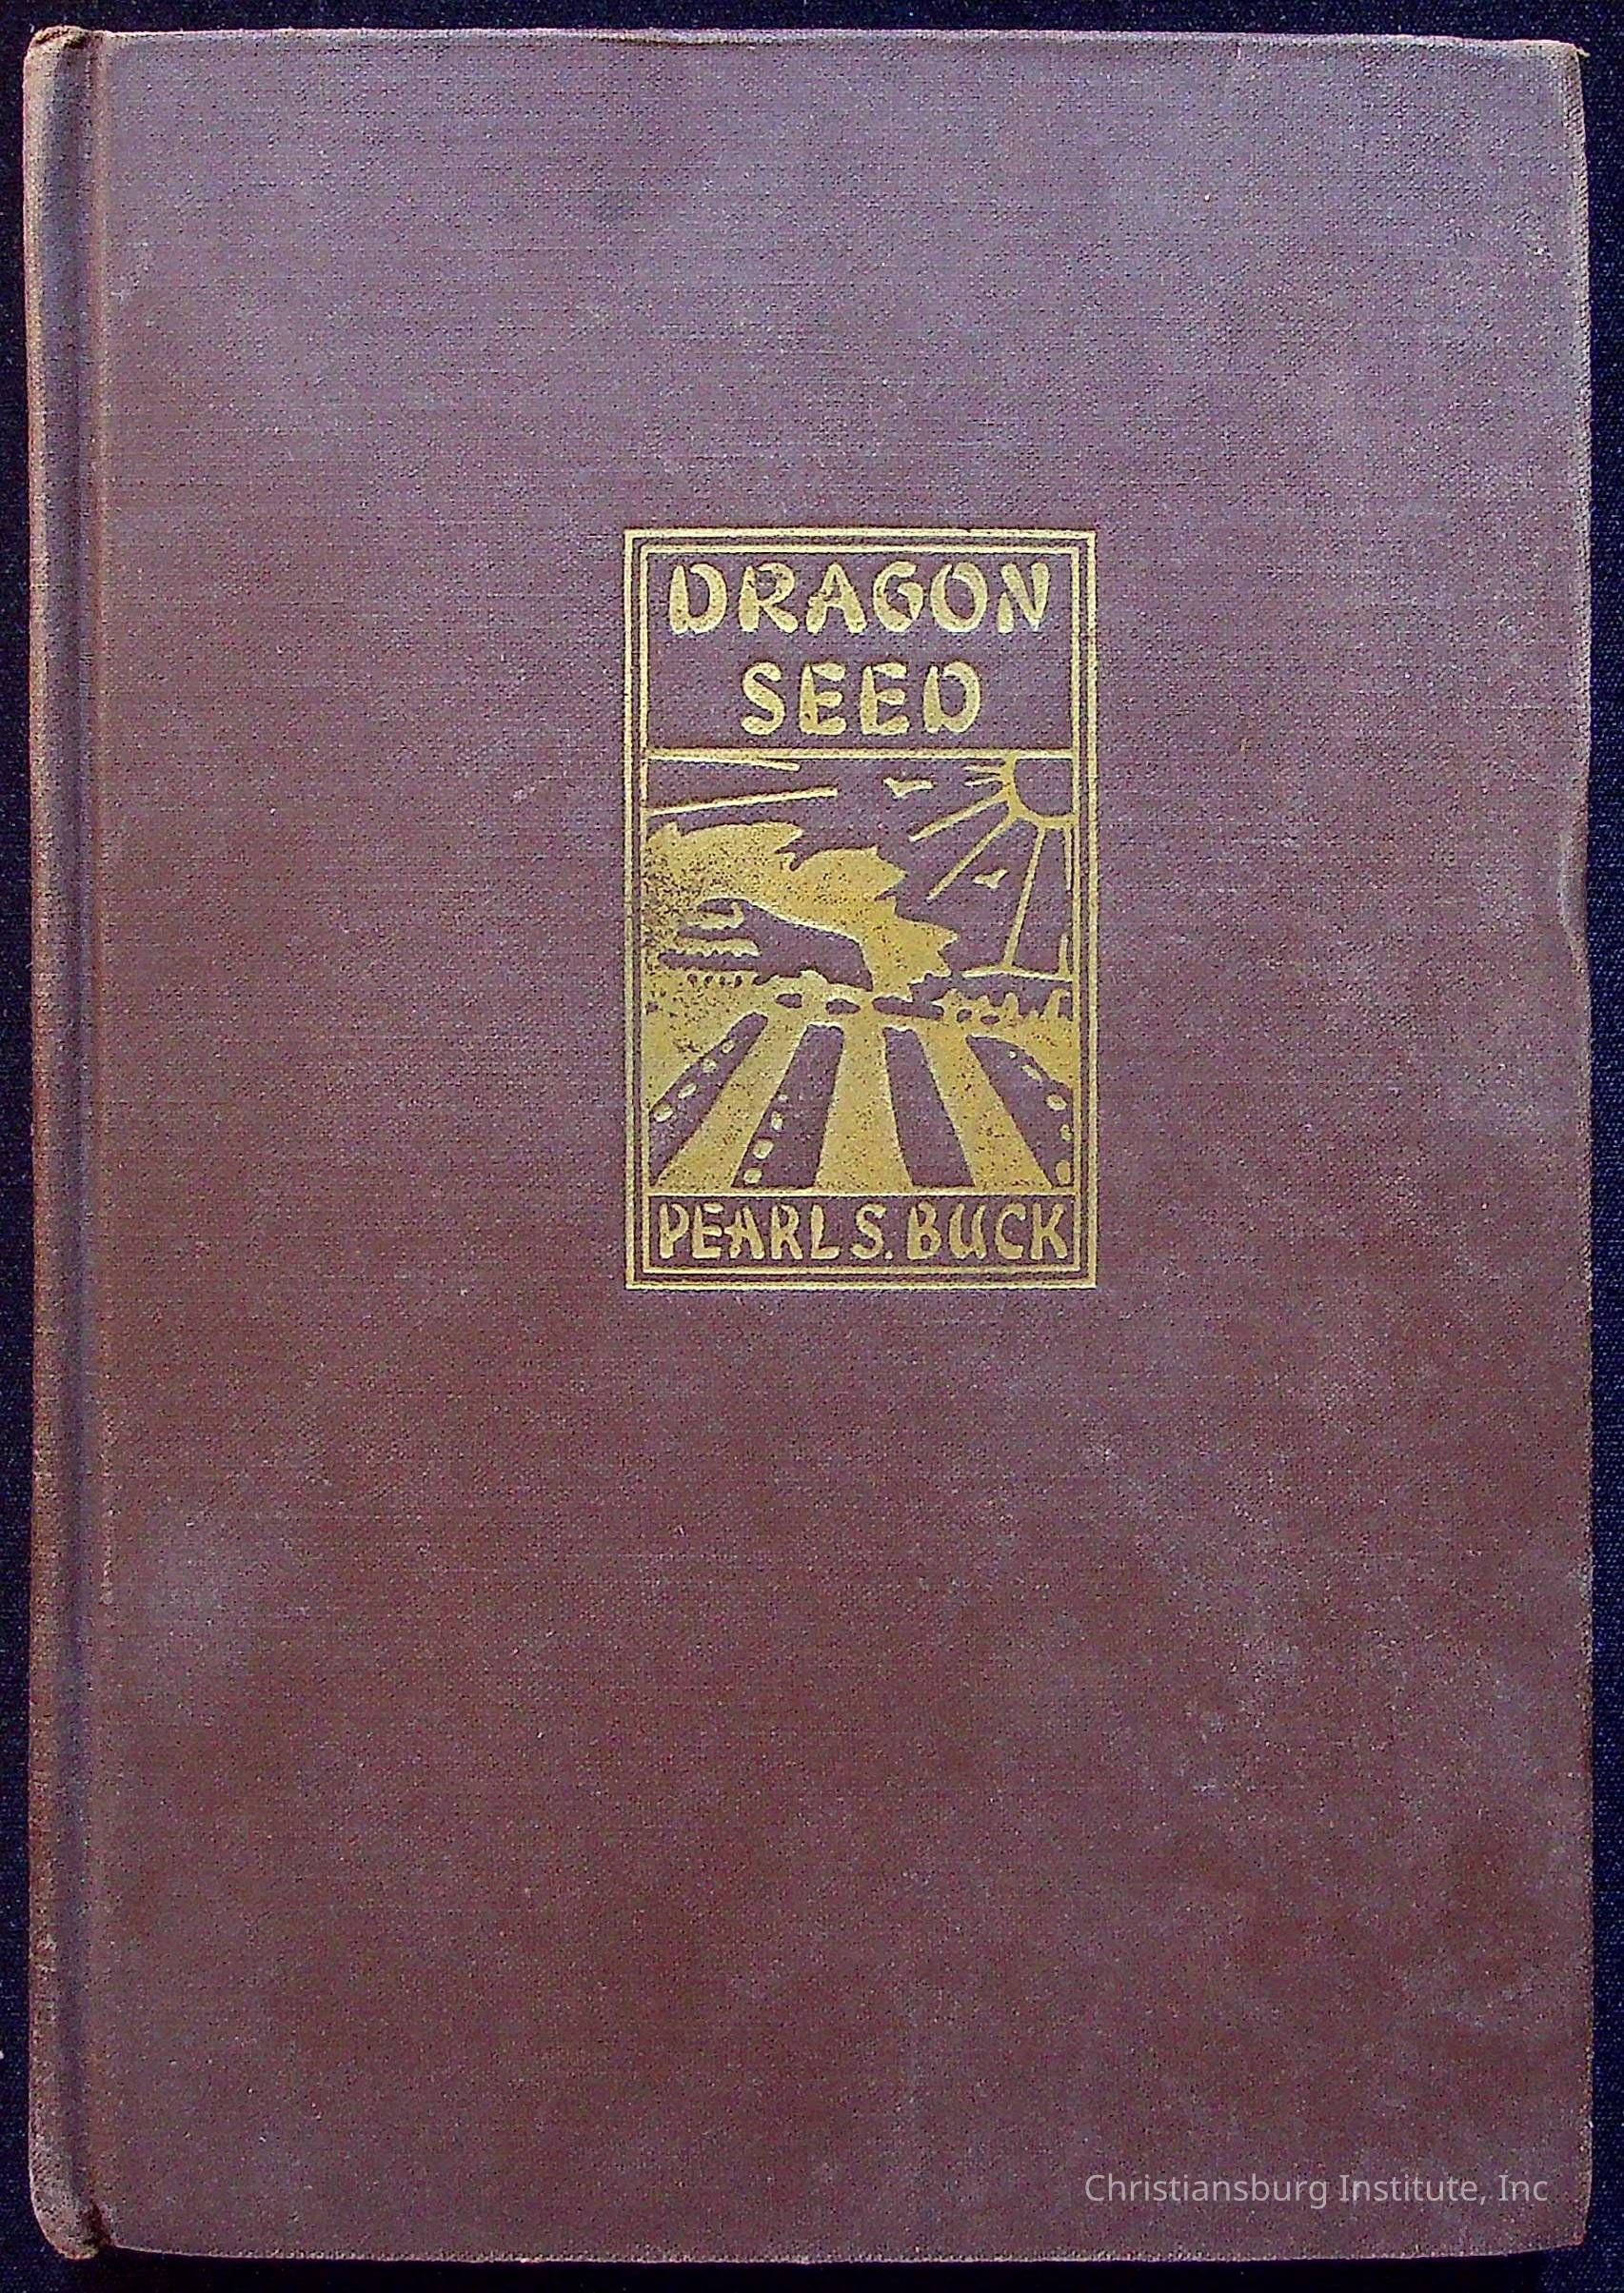 DRAGON
SEED
PEARL S. BUCK
Christiansburg Institute, Inc